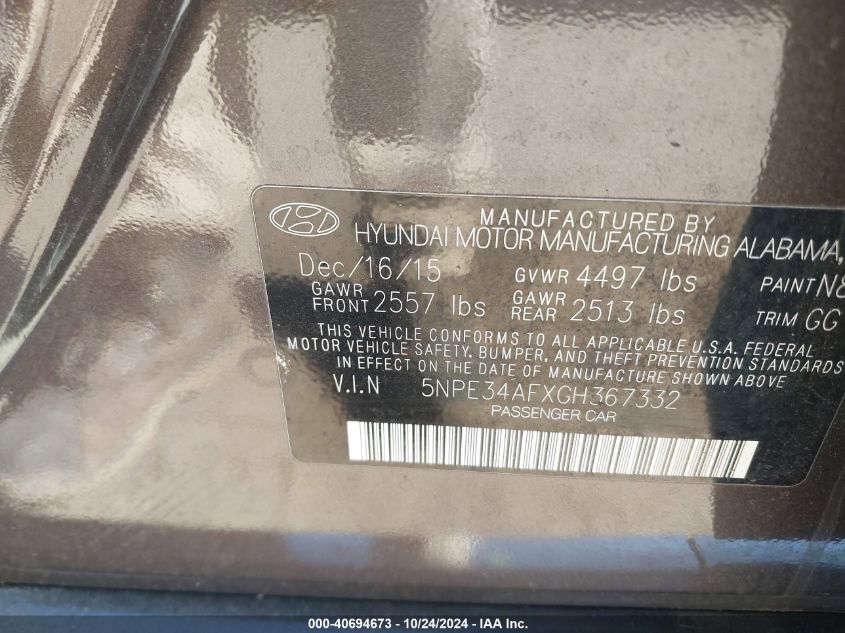 MANUFACTURED BY
HYUNDAI MOTOR MANUFACTURING ALABAMA,
Dec/16/15 GVWR 4497 lbs PAINT N8
GAWR FRONT 2557 lbs GAWR REAR 2513 lbs TRIM GG
THIS VEHICLE CONFORMS TO ALL APPLICABLE U.S.A. FEDERAL
MOTOR VEHICLE SAFETY, BUMPER, AND THEFT PREVENTION STANDARDS
IN EFFECT ON THE DATE OF MANUFACTURE SHOWN ABOVE
V.I.N 5NPE34AFXGH367332
PASSENGER CAR
000-40694673 - 10/24/2024 - © IAA, Inc.